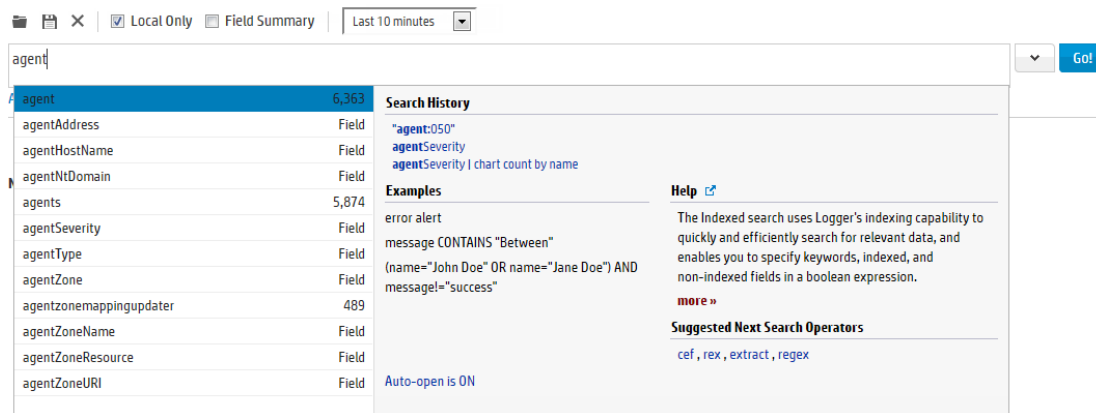 Local Only Field Summary Last 10 minutes
agent
Go!
agent 6,363
agentAddress Field
agentHostName Field
agentNtDomain Field
agents 5,874
agentSeverity Field
agentType Field
agentZone Field
agentzonemappingupdater 489
agentZoneName Field
agentZoneResource Field
agentZoneURI Field
Search History
"agent:050"
agentSeverity
agentSeverity | chart count by name
Examples
error alert
message CONTAINS "Between"
(name="John Doe" OR name="Jane Doe") AND
message!="success"
Auto-open is ON
Help
The Indexed search uses Logger's indexing capability to
quickly and efficiently search for relevant data, and
enables you to specify keywords, indexed, and
non-indexed fields in a boolean expression.
more »
Suggested Next Search Operators
cef , rex , extract , regex